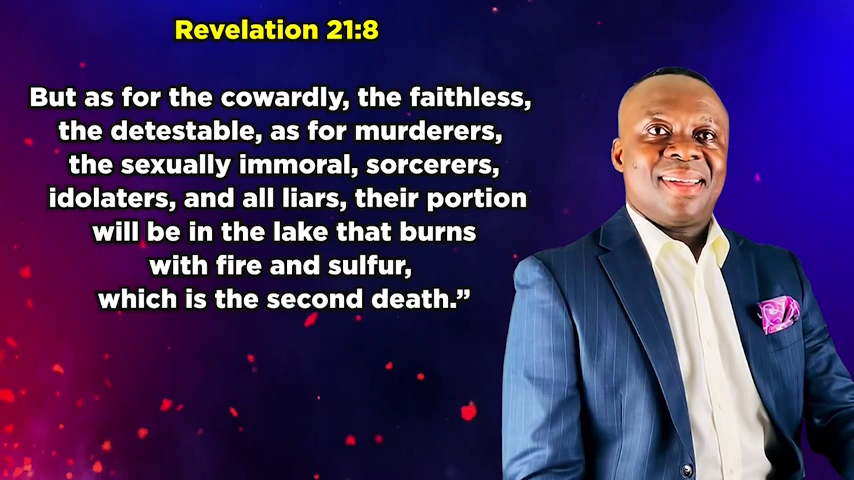 Revelation 21:8
But as for the cowardly, the faithless,
the detestable, as for murderers,
the sexually immoral, sorcerers,
idolaters, and all liars, their portion
will be in the lake that burns
with fire and sulfur,
which is the second death.”